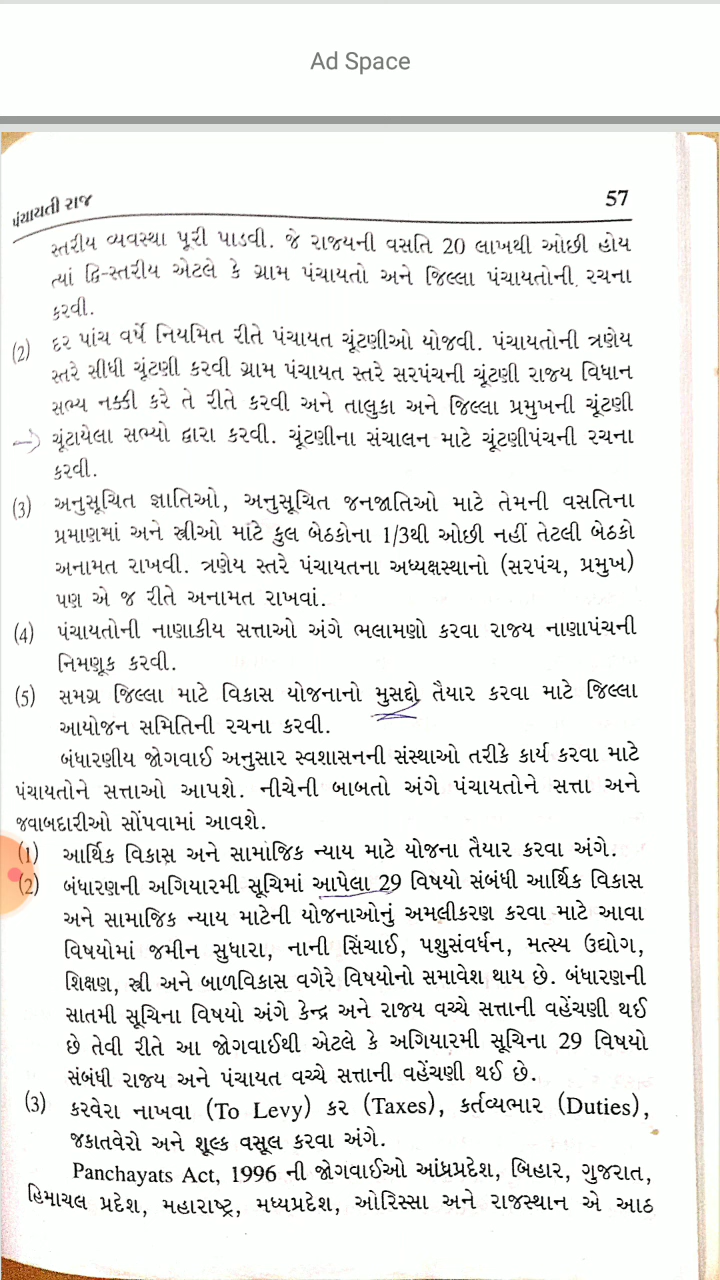 Ad Space
પંચાયતી રાજ
57
સ્તરીય વ્યવસ્થા પૂરી પાડવી. જે રાજ્યની વસતિ 20 લાખથી ઓછી હોય
ત્યાં દ્વિ-સ્તરીય એટલે કે ગ્રામ પંચાયતો અને જિલ્લા પંચાયતોની રચના
કરવી.
(2) દર પાંચ વર્ષે નિયમિત રીતે પંચાયત ચૂંટણીઓ યોજવી. પંચાયતોની ત્રણેય
સ્તરે સીધી ચૂંટણી કરવી ગ્રામ પંચાયત સ્તરે સરપંચની ચૂંટણી રાજ્ય વિધાન
સભ્ય નક્કી કરે તે રીતે કરવી અને તાલુકા અને જિલ્લા પ્રમુખની ચૂંટણી
ચૂંટાયેલા સભ્યો દ્વારા કરવી. ચૂંટણીના સંચાલન માટે ચૂંટણીપંચની રચના
કરવી.
(3) અનુસૂચિત જ્ઞાતિઓ, અનુસૂચિત જનજાતિઓ માટે તેમની વસતિના
પ્રમાણમાં અને સ્ત્રીઓ માટે કુલ બેઠકોના 1/3થી ઓછી નહીં તેટલી બેઠકો
અનામત રાખવી. ત્રણેય સ્તરે પંચાયતના અધ્યક્ષસ્થાનો (સરપંચ, પ્રમુખ)
પણ એ જ રીતે અનામત રાખવાં.
(4) પંચાયતોની નાણાકીય સત્તાઓ અંગે ભલામણો કરવા રાજ્ય નાણાપંચની
નિમણૂક કરવી.
(5) સમગ્ર જિલ્લા માટે વિકાસ યોજનાનો મુસદ્દો તૈયાર કરવા માટે જિલ્લા
આયોજન સમિતિની રચના કરવી.
બંધારણીય જોગવાઈ અનુસાર સ્વશાસનની સંસ્થાઓ તરીકે કાર્ય કરવા માટે
પંચાયતોને સત્તાઓ આપશે. નીચેની બાબતો અંગે પંચાયતોને સત્તા અને
જવાબદારીઓ સોંપવામાં આવશે.
(1) આર્થિક વિકાસ અને સામાજિક ન્યાય માટે યોજના તૈયાર કરવા અંગે.
(2) બંધારણની અગિયારમી સૂચિમાં આપેલા 29 વિષયો સંબંધી આર્થિક વિકાસ
અને સામાજિક ન્યાય માટેની યોજનાઓનું અમલીકરણ કરવા માટે આવા
વિષયોમાં જમીન સુધારા, નાની સિંચાઈ, પશુસંવર્ધન, મત્સ્ય ઉદ્યોગ,
શિક્ષણ, સ્ત્રી અને બાળવિકાસ વગેરે વિષયોનો સમાવેશ થાય છે. બંધારણની
સાતમી સૂચિના વિષયો અંગે કેન્દ્ર અને રાજ્ય વચ્ચે સત્તાની વહેંચણી થઈ
છે તેવી રીતે આ જોગવાઈથી એટલે કે અગિયારમી સૂચિના 29 વિષયો
સંબંધી રાજ્ય અને પંચાયત વચ્ચે સત્તાની વહેંચણી થઈ છે.
(3) કરવેરા નાખવા (To Levy) કર (Taxes), કર્તવ્યભાર (Duties),
જકાતવેરો અને શૂલ્ક વસૂલ કરવા અંગે.
Panchayats Act, 1996 ની જોગવાઈઓ આંધ્રપ્રદેશ, બિહાર, ગુજરાત,
હિમાચલ પ્રદેશ, મહારાષ્ટ્ર, મધ્યપ્રદેશ, ઓરિસ્સા અને રાજસ્થાન એ આઠ